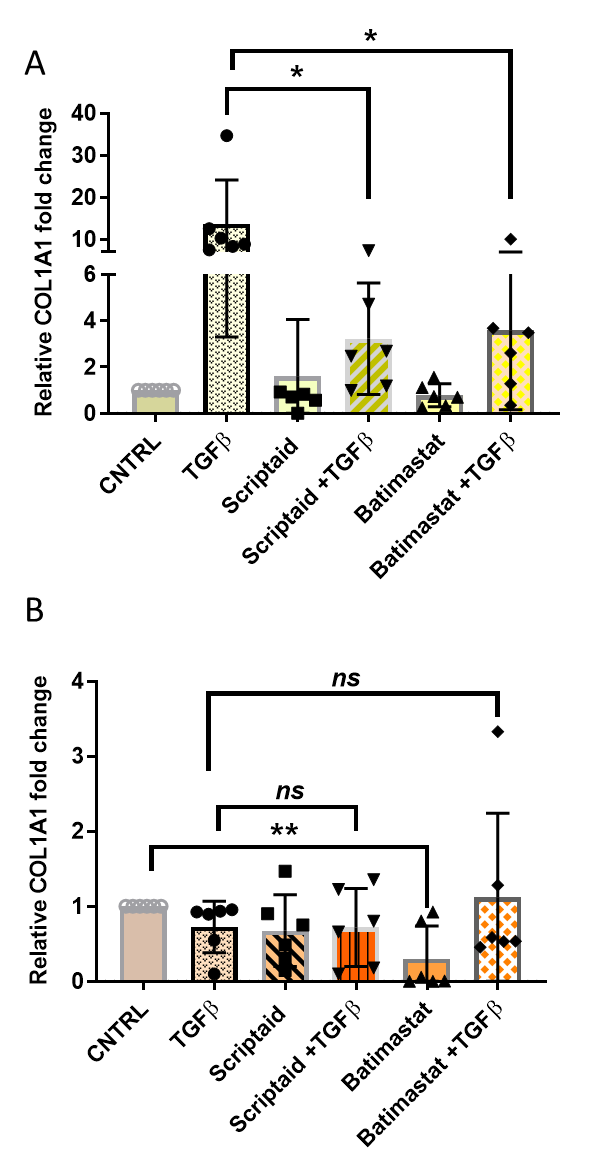 A
*
*
Relative COL1A1 fold change
40
30
20
10
6
4
2
0
CNTRL
TGFβ
Scriptaid
Scriptaid +TGFβ
Batimastat
Batimastat +TGFβ
B
Relative COL1A1 fold change
4
3
2
1
0
ns
ns
**
CNTRL
TGFβ
Scriptaid
Scriptaid +TGFβ
Batimastat
Batimastat +TGFβ